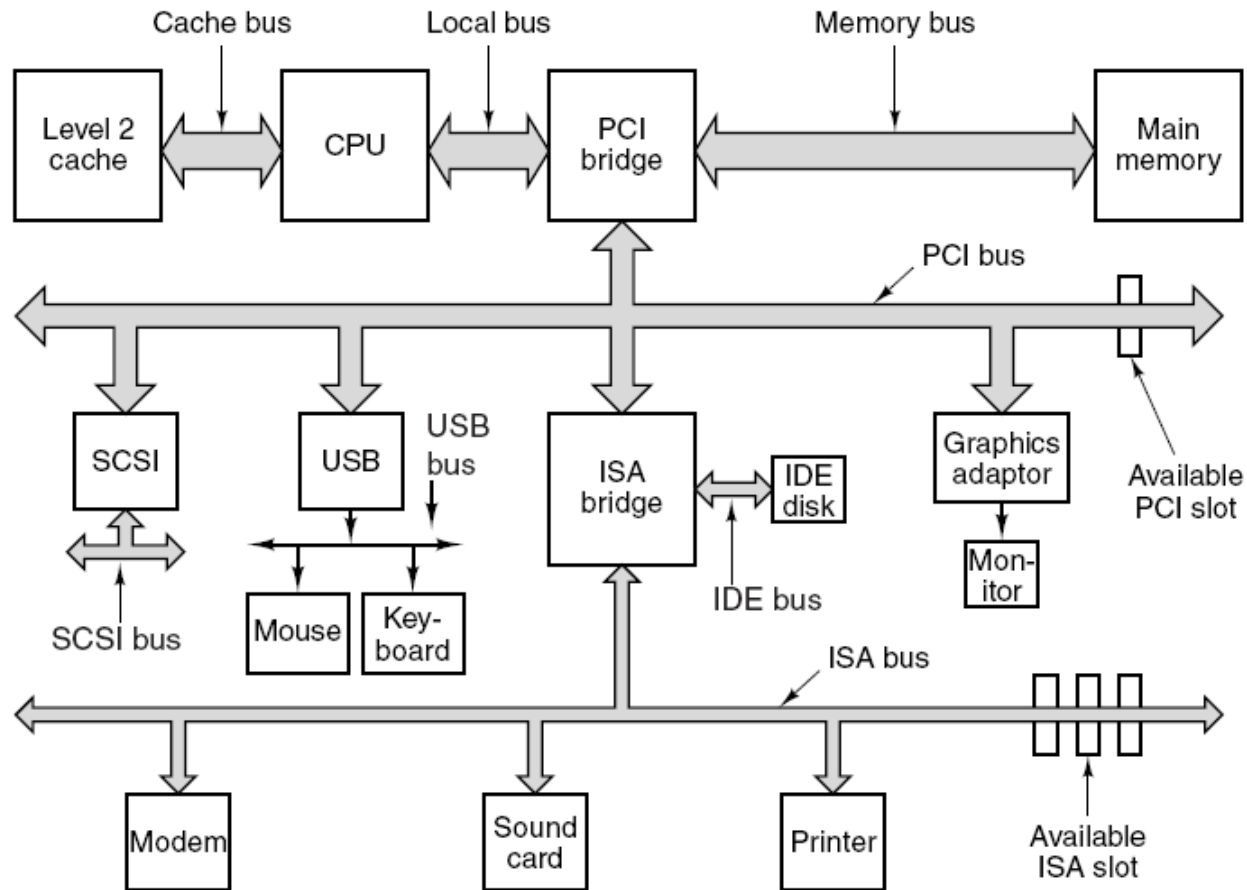 Cache bus
Local bus
Memory bus
Level 2
cache
CPU
PCI
bridge
Main
memory
PCI bus
SCSI
USB
USB
bus
ISA
bridge
IDE
disk
Graphics
adaptor
Available
PCI slot
Mon-
itor
IDE bus
SCSI bus
Mouse
Key-
board
ISA bus
Modem
Sound
card
Printer
Available
ISA slot